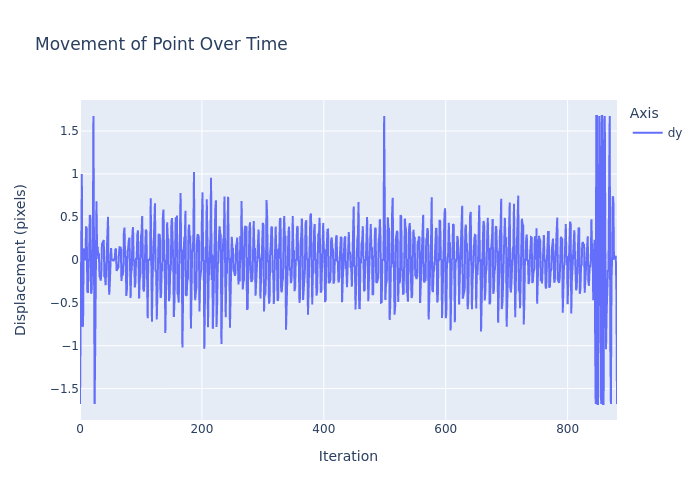 Movement of Point Over Time
Axis
dy
1.5
1
0.5
0
−0.5
−1
−1.5
Displacement (pixels)
0 200 400 600 800
Iteration